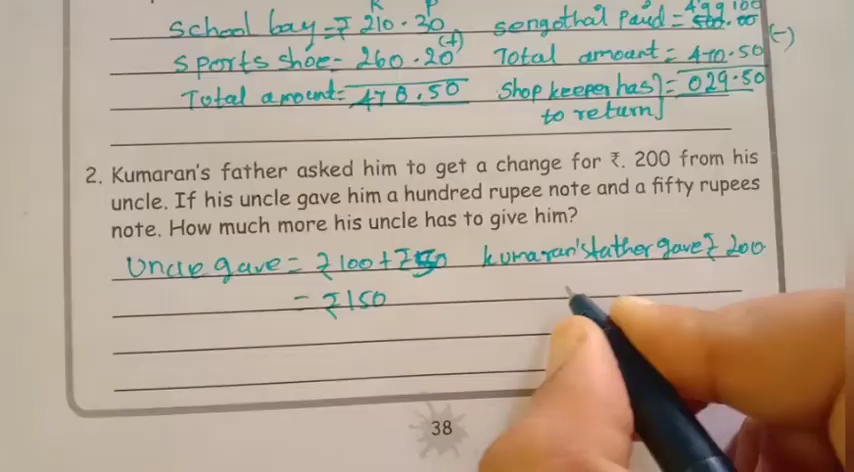 R P
school bag = ₹ 210.30
sports shoe - 260.20 (+)
Total amount = 470.50
sengothai paid = 500.00
Total amount = 470.50 (-)
shop keeper has = 029.50
to return
2. Kumaran's father asked him to get a change for ₹. 200 from his
uncle. If his uncle gave him a hundred rupee note and a fifty rupees
note. How much more his uncle has to give him?
Uncle gave = ₹100 + ₹50
= ₹150
kumaran's father gave ₹ 200
38